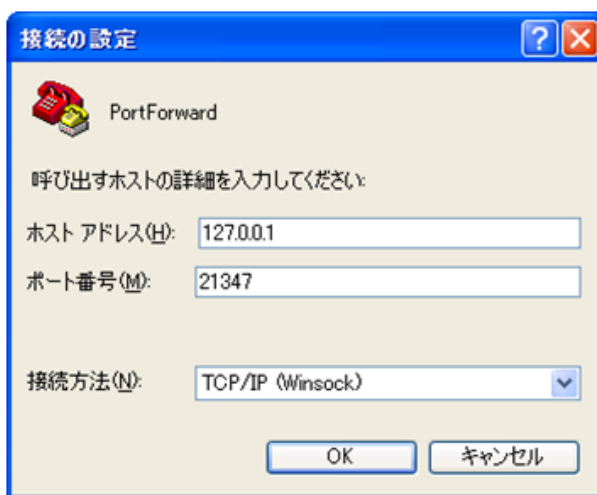 接続の設定
PortForward
呼び出すホストの詳細を入力してください:
ホスト アドレス(H): 127.0.0.1
ポート番号(M): 21347
接続方法(N): TCP/IP (Winsock)
OK キャンセル